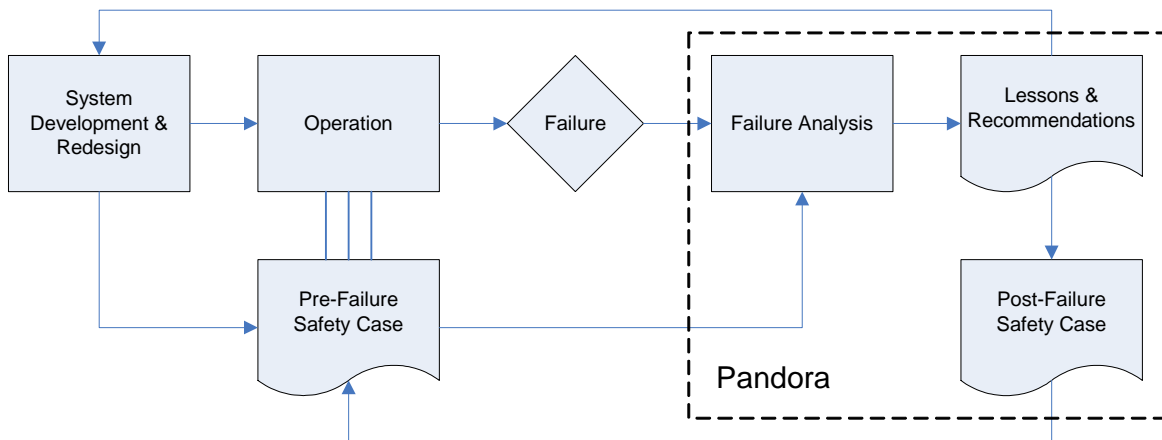 System
Development &
Redesign
Operation
Failure
Failure Analysis
Lessons &
Recommendations
Pre-Failure
Safety Case
Post-Failure
Safety Case
Pandora